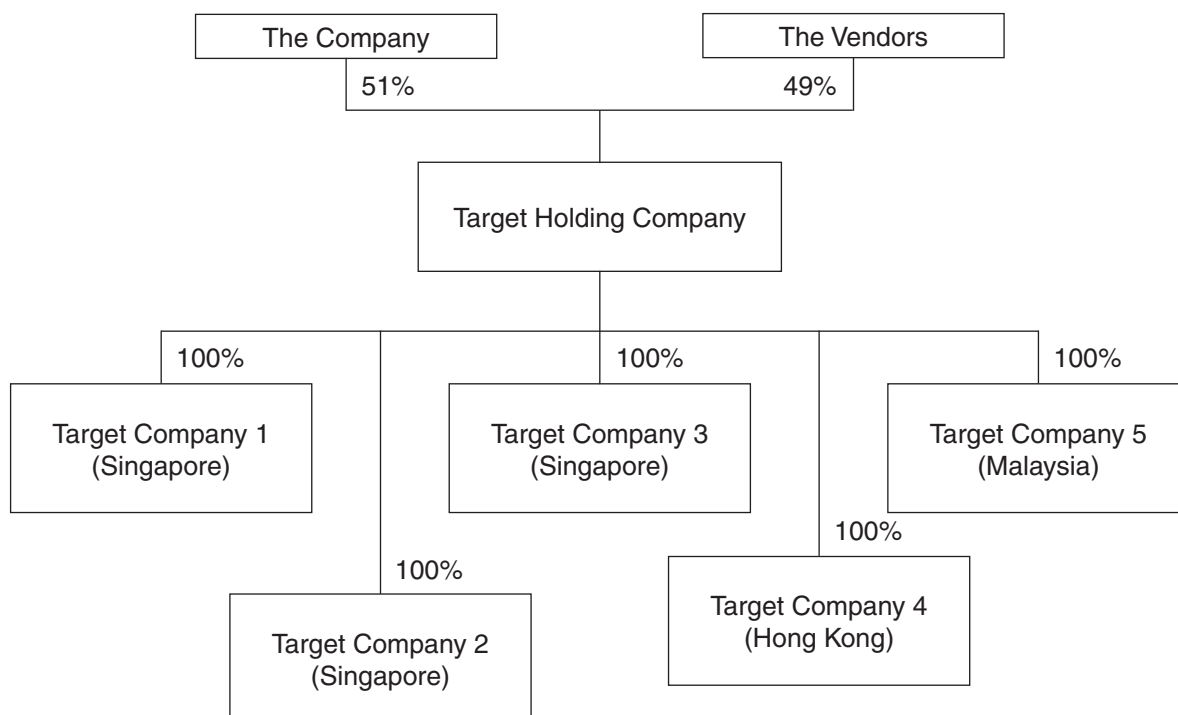 The Company
The Vendors
51%
49%
Target Holding Company
100%
100%
100%
Target Company 1
(Singapore)
Target Company 3
(Singapore)
Target Company 5
(Malaysia)
100%
100%
Target Company 2
(Singapore)
Target Company 4
(Hong Kong)